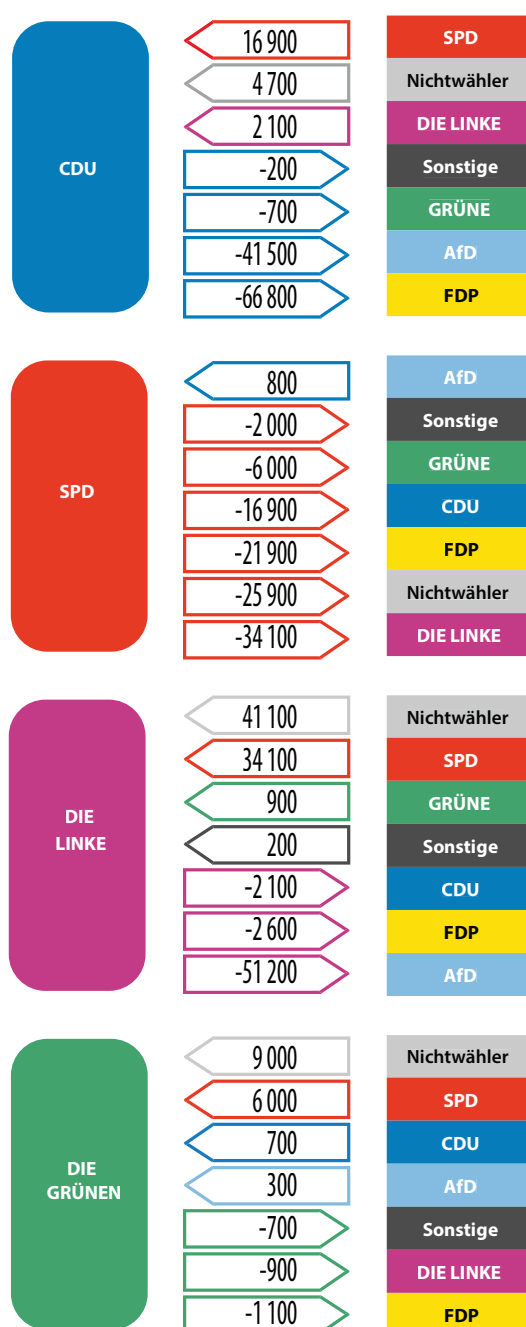 CDU
16 900 SPD
4 700 Nichtwähler
2 100 DIE LINKE
-200 Sonstige
-700 GRÜNE
-41 500 AfD
-66 800 FDP
SPD
800 AfD
-2 000 Sonstige
-6 000 GRÜNE
-16 900 CDU
-21 900 FDP
-25 900 Nichtwähler
-34 100 DIE LINKE
DIE
LINKE
41 100 Nichtwähler
34 100 SPD
900 GRÜNE
200 Sonstige
-2 100 CDU
-2 600 FDP
-51 200 AfD
DIE
GRÜNEN
9 000 Nichtwähler
6 000 SPD
700 CDU
300 AfD
-700 Sonstige
-900 DIE LINKE
-1 100 FDP